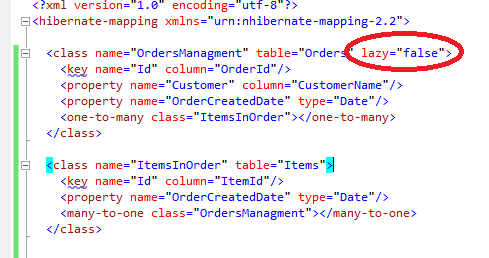 <?xml version="1.0" encoding="utf-8"?>
<hibernate-mapping xmlns="urn:nhibernate-mapping-2.2">
<class name="OrdersManagment" table="Orders" lazy="false">
<key name="Id" column="OrderId"/>
<property name="Customer" column="CustomerName"/>
<property name="OrderCreatedDate" type="Date"/>
<one-to-many class="ItemsInOrder"></one-to-many>
</class>
<class name="ItemsInOrder" table="Items">
<key name="Id" column="ItemId"/>
<property name="OrderCreatedDate" type="Date"/>
<many-to-one class="OrdersManagment"></many-to-one>
</class>